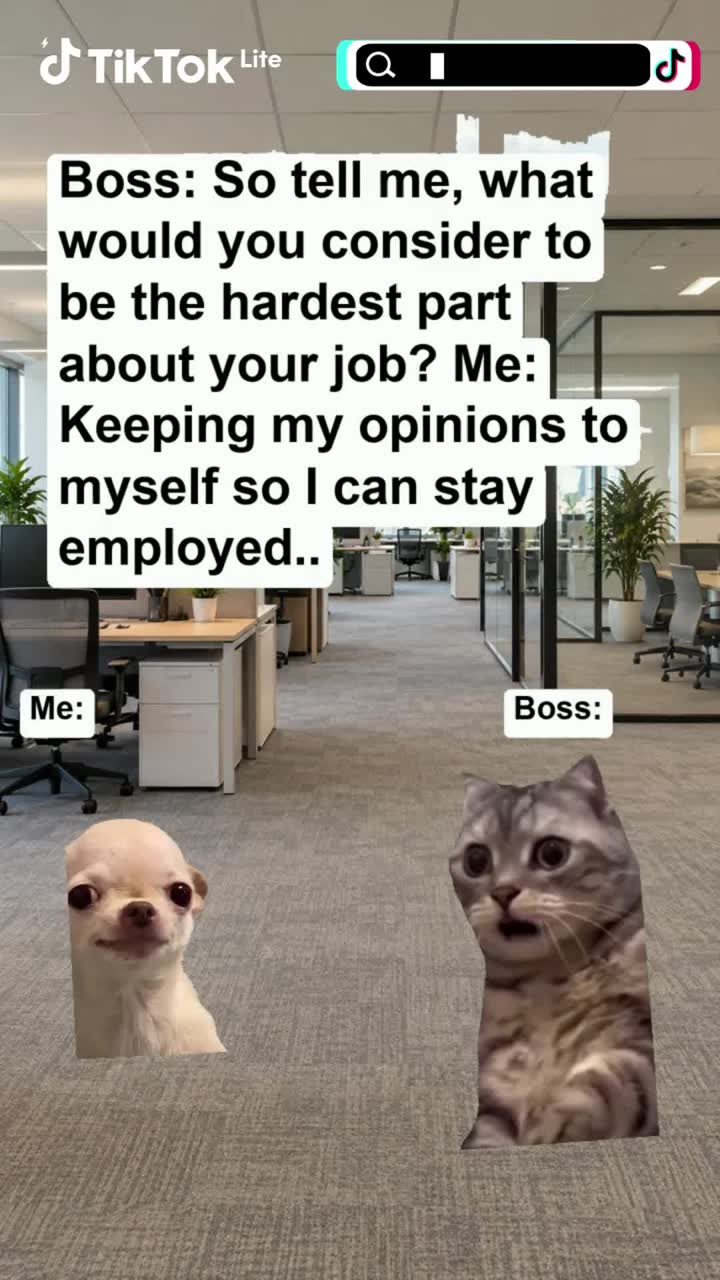 TikTok Lite
Boss: So tell me, what
would you consider to
be the hardest part
about your job? Me:
Keeping my opinions to
myself so I can stay
employed..
Me:
Boss: